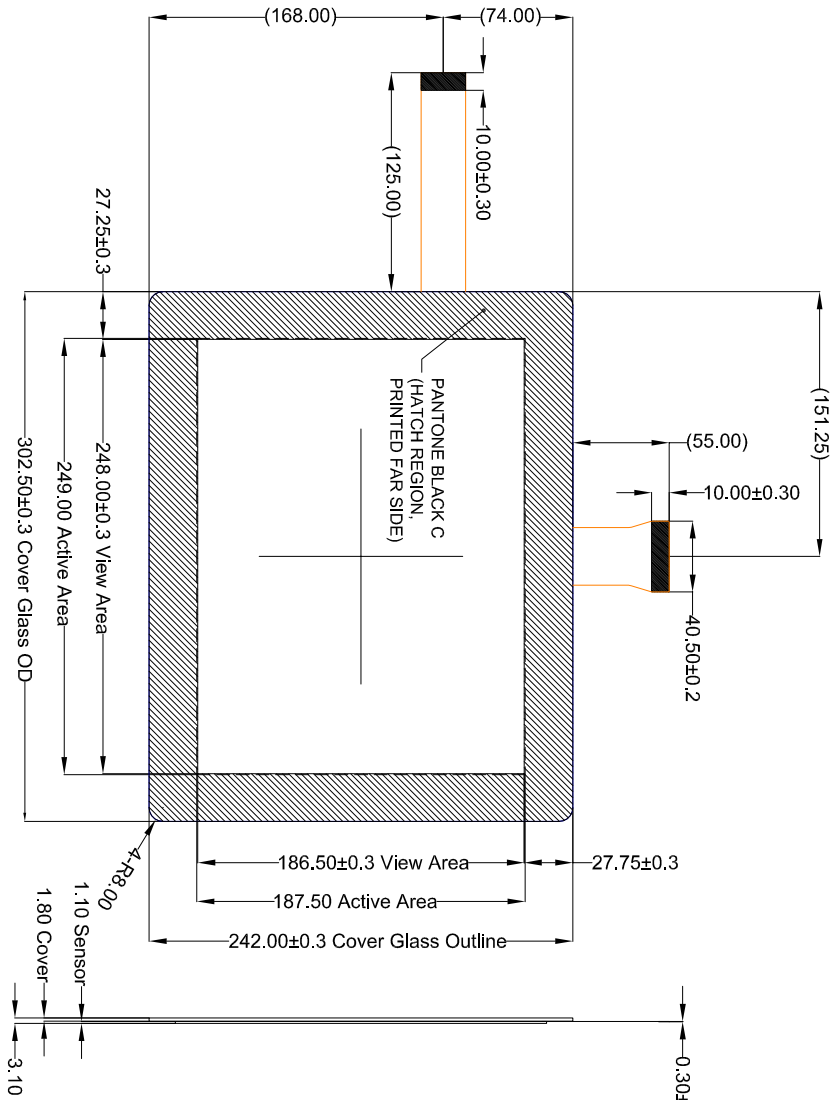 (168.00)
(74.00)
10.00±0.30
(125.00)
27.25±0.3
(151.25)
PANTONE BLACK C
(HATCH REGION,
PRINTED FAR SIDE)
(55.00)
10.00±0.30
40.50±0.2
302.50±0.3 Cover Glass OD
249.00 Active Area
248.00±0.3 View Area
186.50±0.3 View Area
27.75±0.3
4-R8.00
187.50 Active Area
242.00±0.3 Cover Glass Outline
1.10 Sensor
1.80 Cover
3.10
0.30±